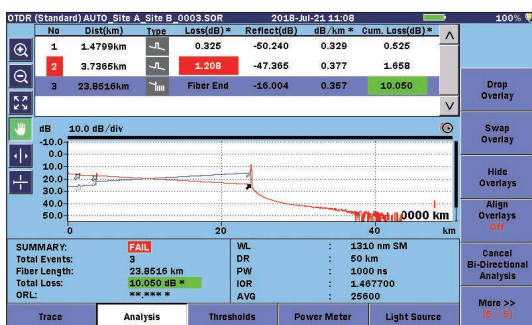 OTDR (Standard) AUTO_Site A_Site B_0003.SOR 2018-Jul-21 11:08 100%
No Dist(km) Type Loss(dB) * Reflect(dB) dB/km * Cum. Loss(dB) *
1 1.4799km 0.325 -50.240 0.329 0.525
2 3.7365km 1.208 -47.365 0.377 1.658
3 23.8516km Fiber End -16.004 0.357 10.050
dB 10.0 dB/div
-10.0
0.0
10.0
20.0
30.0
40.0
50.0
0000 km
0 20 40 km
SUMMARY: FAIL
Total Events: 3
Fiber Length: 23.8516 km
Total Loss: 10.050 dB *
ORL: **.*** *
WL : 1310 nm SM
DR : 50 km
PW : 1000 ns
IOR : 1.467700
AVG : 25600
Drop
Overlay
Swap
Overlay
Hide
Overlays
Align
Overlays
Off
Cancel
Bi-Directional
Analysis
More >>
(5 / 5)
Trace Analysis Thresholds Power Meter Light Source